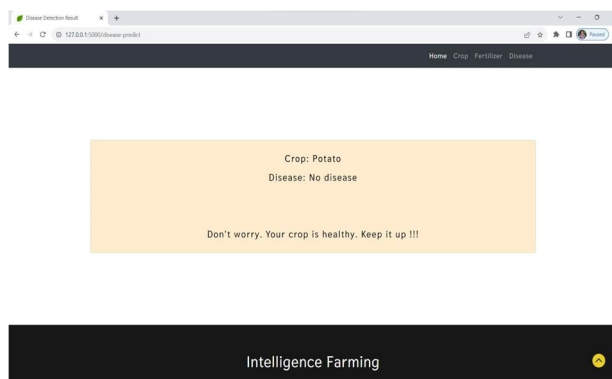 Disease Detection Result
127.0.0.1:5000/disease-predict
Paused
Home Crop Fertilizer Disease
Crop: Potato
Disease: No disease
Don't worry. Your crop is healthy. Keep it up !!!
Intelligence Farming